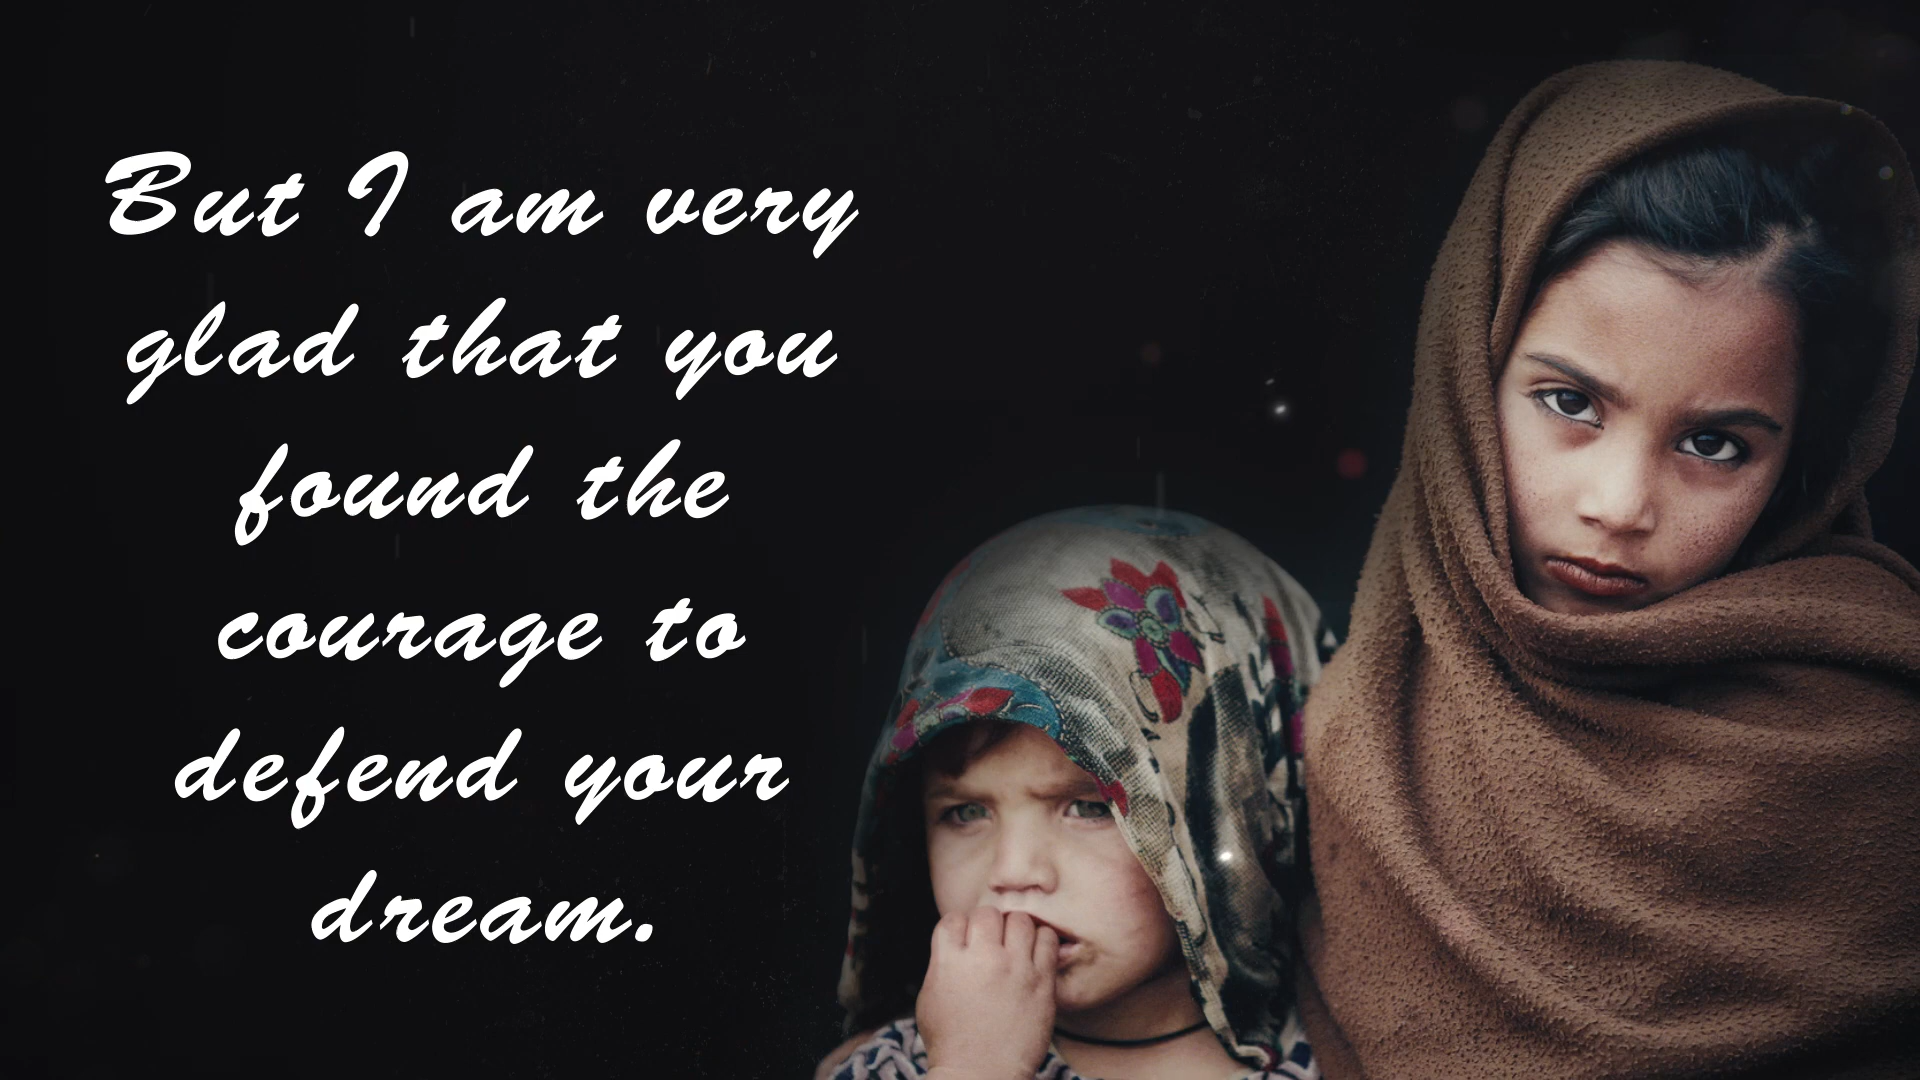 But I am very
glad that you
found the
courage to
defend your
dream.